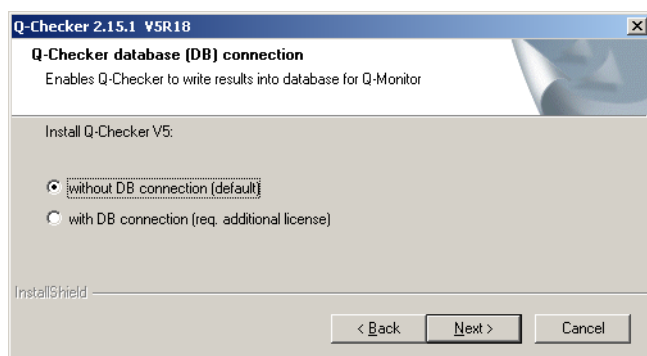 Q-Checker 2.15.1 V5R18
Q-Checker database (DB) connection
Enables Q-Checker to write results into database for Q-Monitor
Install Q-Checker V5:
without DB connection (default)
with DB connection (req. additional license)
InstallShield
< Back Next > Cancel